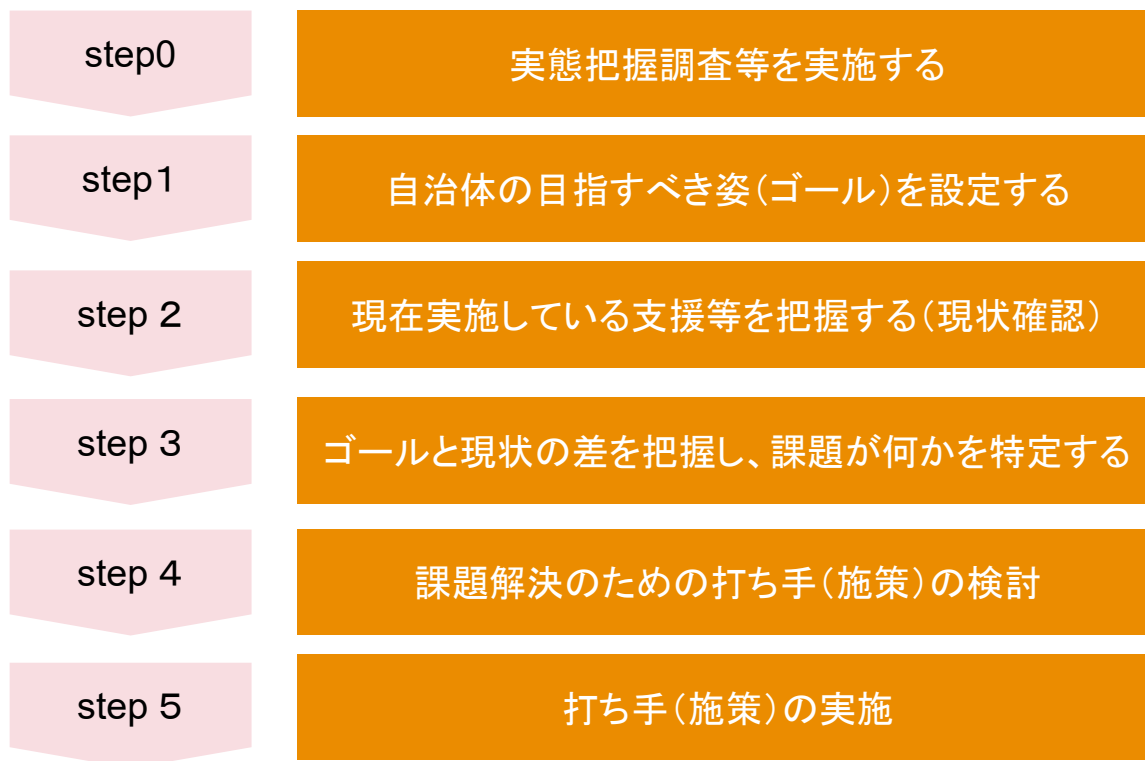 step0
実態把握調査等を実施する
step1
自治体の目指すべき姿(ゴール)を設定する
step 2
現在実施している支援等を把握する(現状確認)
step 3
ゴールと現状の差を把握し、課題が何かを特定する
step 4
課題解決のための打ち手(施策)の検討
step 5
打ち手(施策)の実施